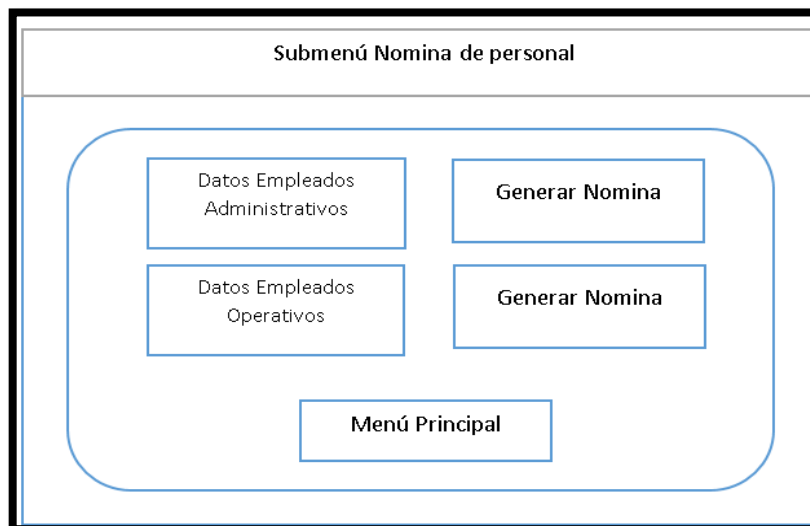 Submenú Nomina de personal
Datos Empleados
Administrativos
Generar Nomina
Datos Empleados
Operativos
Generar Nomina
Menú Principal